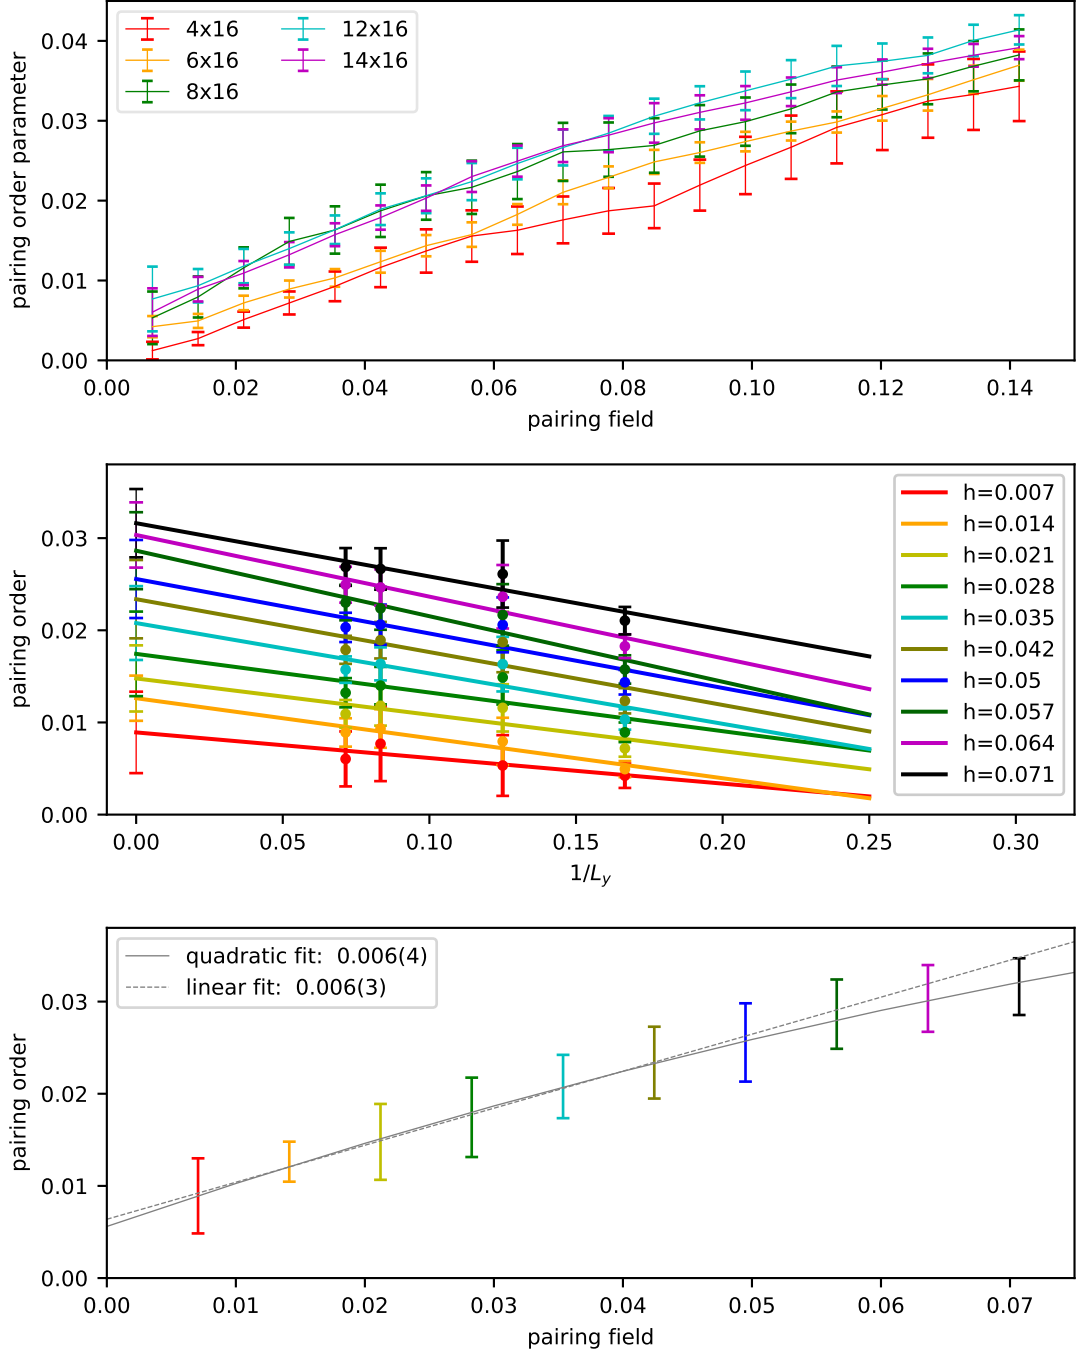 0.04
0.03
0.02
0.01
0.00
pairing order parameter
4x16
6x16
8x16
12x16
14x16
0.00 0.02 0.04 0.06 0.08 0.10 0.12 0.14
pairing field
0.03
0.02
0.01
0.00
pairing order
h=0.007
h=0.014
h=0.021
h=0.028
h=0.035
h=0.042
h=0.05
h=0.057
h=0.064
h=0.071
0.00 0.05 0.10 0.15 0.20 0.25 0.30
1/L_y
0.03
0.02
0.01
0.00
pairing order
quadratic fit: 0.006(4)
linear fit: 0.006(3)
0.00 0.01 0.02 0.03 0.04 0.05 0.06 0.07
pairing field